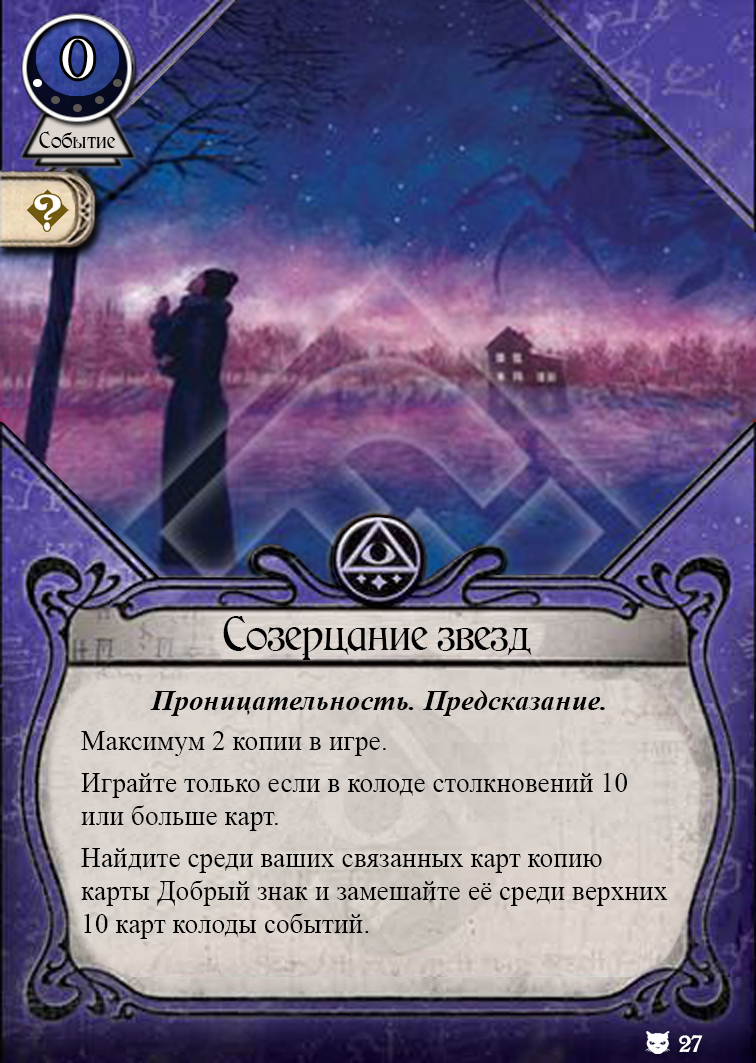 0
Событие
?
Созерцание звезд
Проницательность. Предсказание.
Максимум 2 копии в игре.
Играйте только если в колоде столкновений 10
или больше карт.
Найдите среди ваших связанных карт копию
карты Добрый знак и замешайте её среди верхних
10 карт колоды событий.
27